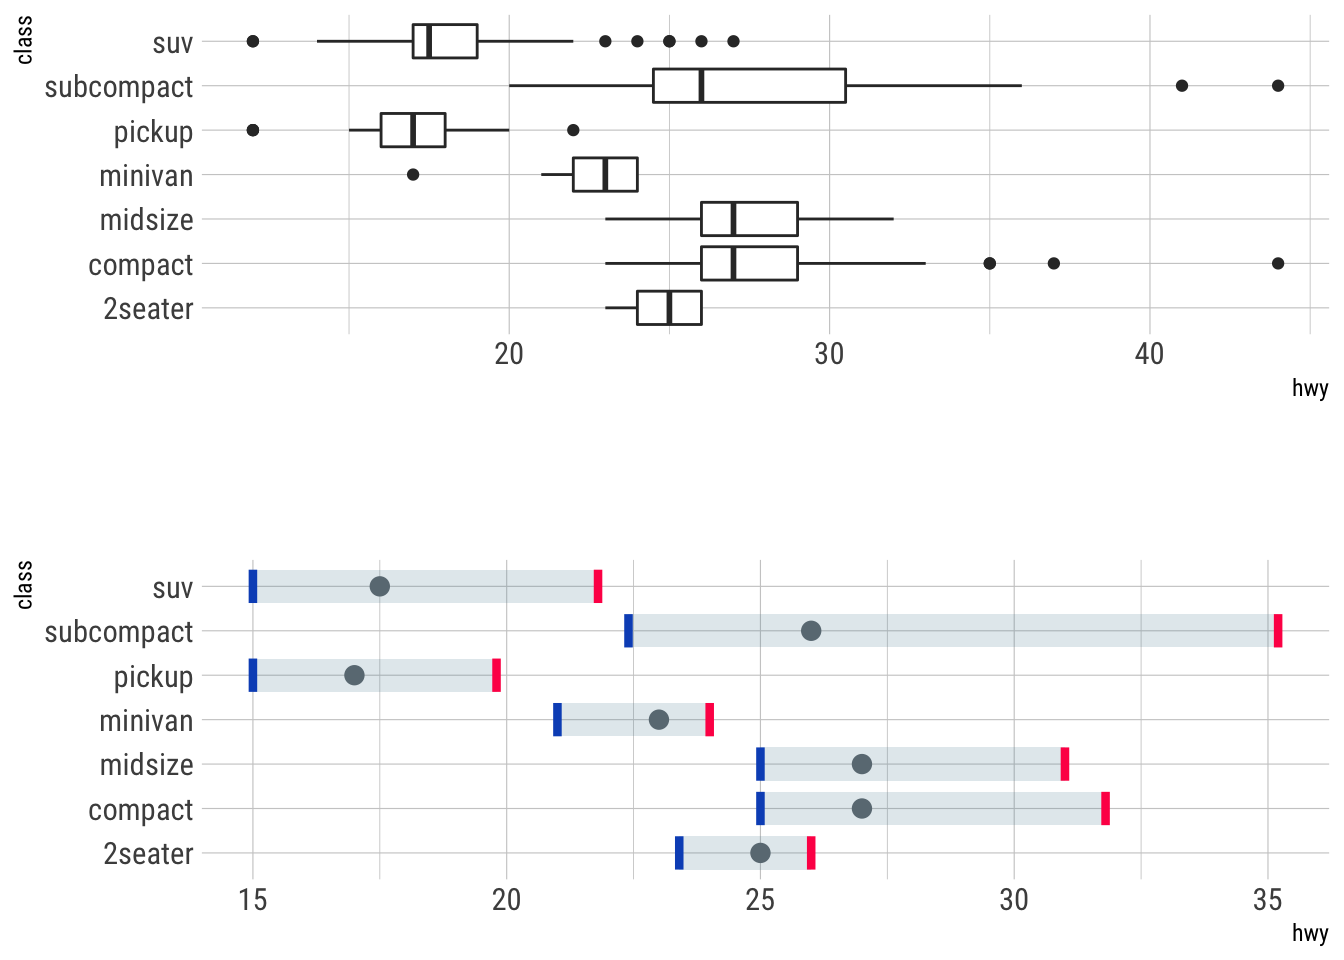 class
suv
subcompact
pickup
minivan
midsize
compact
2seater
20 30 40
hwy
class
suv
subcompact
pickup
minivan
midsize
compact
2seater
15 20 25 30 35
hwy